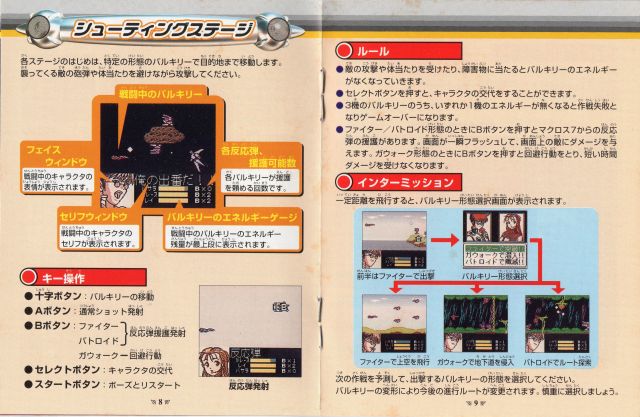 シューティングステージ
各ステージのはじめは、特定の形態のバルキリーで目的地まで移動します。
襲ってくる敵の砲弾や体当たりを避けながら攻撃してください。
戦闘中のバルキリー
フェイス
ウィンドウ
戦闘中のキャラクタの
表情が表示されます。
各反応弾、
援護可能数
各バルキリーが援護
を頼める回数です。
俺の出番だ!
セリフウィンドウ
戦闘中のキャラクタの
セリフが表示されます。
バルキリーのエネルギーゲージ
戦闘中のバルキリーのエネルギー
残量が最上段に表示されます。
キー操作
●十字ボタン:バルキリーの移動
●Aボタン:通常ショット発射
●Bボタン:ファイター
バトロイド
反応弾援護発射
ガウォーク─回避行動
●セレクトボタン:キャラクタの交代
●スタートボタン:ポーズとリスタート
反応弾
反応弾発射
8
ルール
●敵の攻撃や体当たりを受けたり、障害物に当たるとバルキリーのエネルギー
がなくなっていきます。
●セレクトボタンを押すと、キャラクタの交代をすることができます。
●3機のバルキリーのうち、いずれか1機のエネルギーが無くなると作戦失敗と
なりゲームオーバーになります。
●ファイター/バトロイド形態のときにBボタンを押すとマクロス7からの反応
弾の援護があります。画面が一瞬フラッシュして、画面上の敵にダメージを与
えます。ガウォーク形態のときにBボタンを押すと回避行動をとり、短い時間
ダメージを受けなくなります。
インターミッション
一定距離を飛行すると、バルキリー形態選択画面が表示されます。
ファイターで突撃!
ガウォークで潜入!!
バトロイドで殲滅!!
前半はファイターで出撃
バルキリー形態選択
ファイターで上空を飛行
ガウォークで地下道を侵入
バトロイドでルート探索
次の作戦を予測して、出撃するバルキリーの形態を選択してください。
バルキリーの変形により今後の進行ルートが変更されます。慎重に選択しましょう。
9